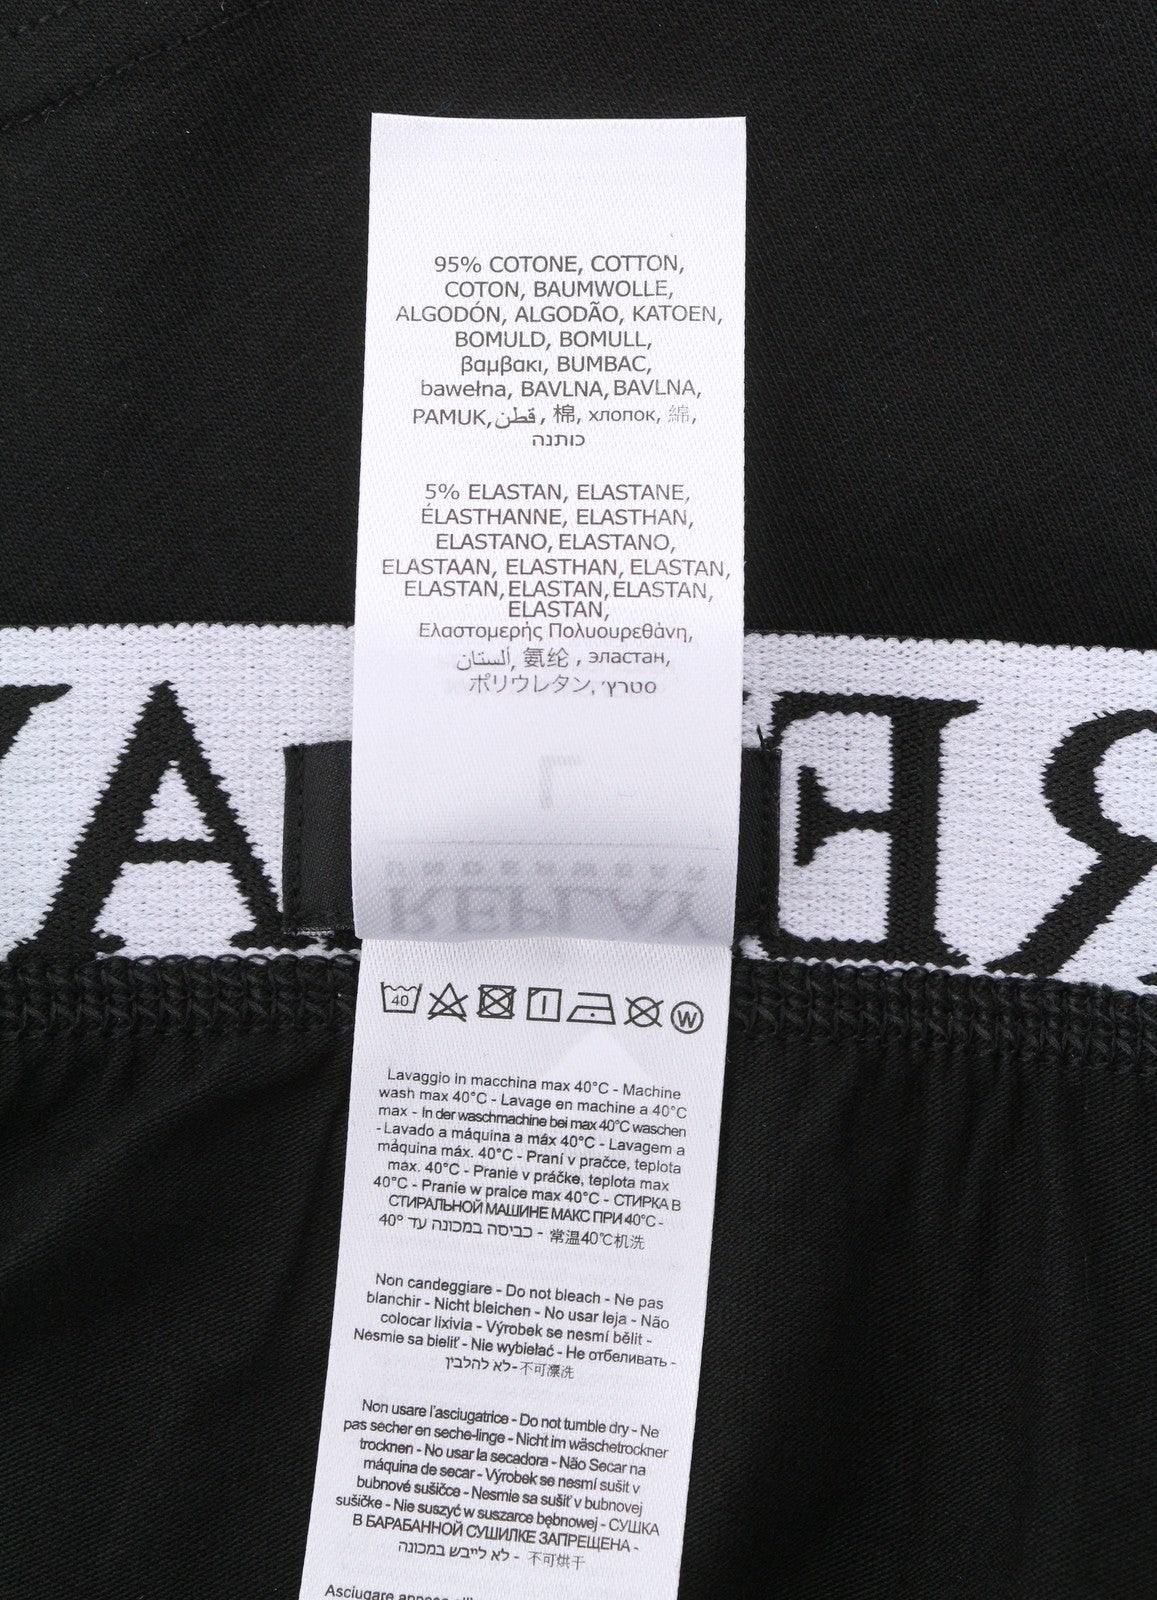 95% COTONE, COTTON,
COTON, BAUMWOLLE,
ALGODÓN, ALGODÃO, KATOEN,
BOMULD, BOMULL,
βαμβακι, BUMBAC,
bawełna, BAVLNA, BAVLNA,
PAMUK, قطن, 棉, хлопок, 綿,
כותנה
5% ELASTAN, ELASTANE,
ÉLASTHANNE, ELASTHAN,
ELASTANO, ELASTANO,
ELASTAAN, ELASTHAN, ELASTAN,
ELASTAN, ELASTAN, ELASTAN,
ELASTAN,
Ελαστομερής Πολυουρεθάνη,
ألستان, 氨纶, эластан,
ポリウレタン, סטרץ'
L
UNDERWEAR
REPLAY
40 W
Lavaggio in macchina max 40°C - Machine
wash max 40°C - Lavage en machine a 40°C
max - In der waschmachine bei max 40°C waschen
- Lavado a máquina a máx 40°C - Lavagem a
máquina máx. 40°C - Praní v pračce, teplota
max. 40°C - Pranie v práčke, teplota max
40°C - Pranie w pralce max 40°C - СТИРКА В
СТИРАЛЬНОЙ МАШИНЕ МАКС ПРИ 40°C -
כביסה במכונה עד 40° - 常温40℃机洗
Non candeggiare - Do not bleach - Ne pas
blanchir - Nicht bleichen - No usar leja - Não
colocar lixivia - Výrobek se nesmí bělit -
Nesmie sa bieliť - Nie wybielać - Не отбеливать -
לא להלבין - 不可漂洗
Non usare l'asciugatrice - Do not tumble dry - Ne
pas sécher en seche-linge - Nicht im wäschetrockner
trocknen - No usar la secadora - Não Secar na
máquina de secar - Výrobek se nesmí sušit v
bubnové sušičce - Nesmie sa sušiť v bubnovej
sušičke - Nie suszyć w suszarce bębnowej - СУШКА
В БАРАБАННОЙ СУШИЛКЕ ЗАПРЕЩЕНА -
לא לייבש במכונה - 不可烘干
Asciugare appeso